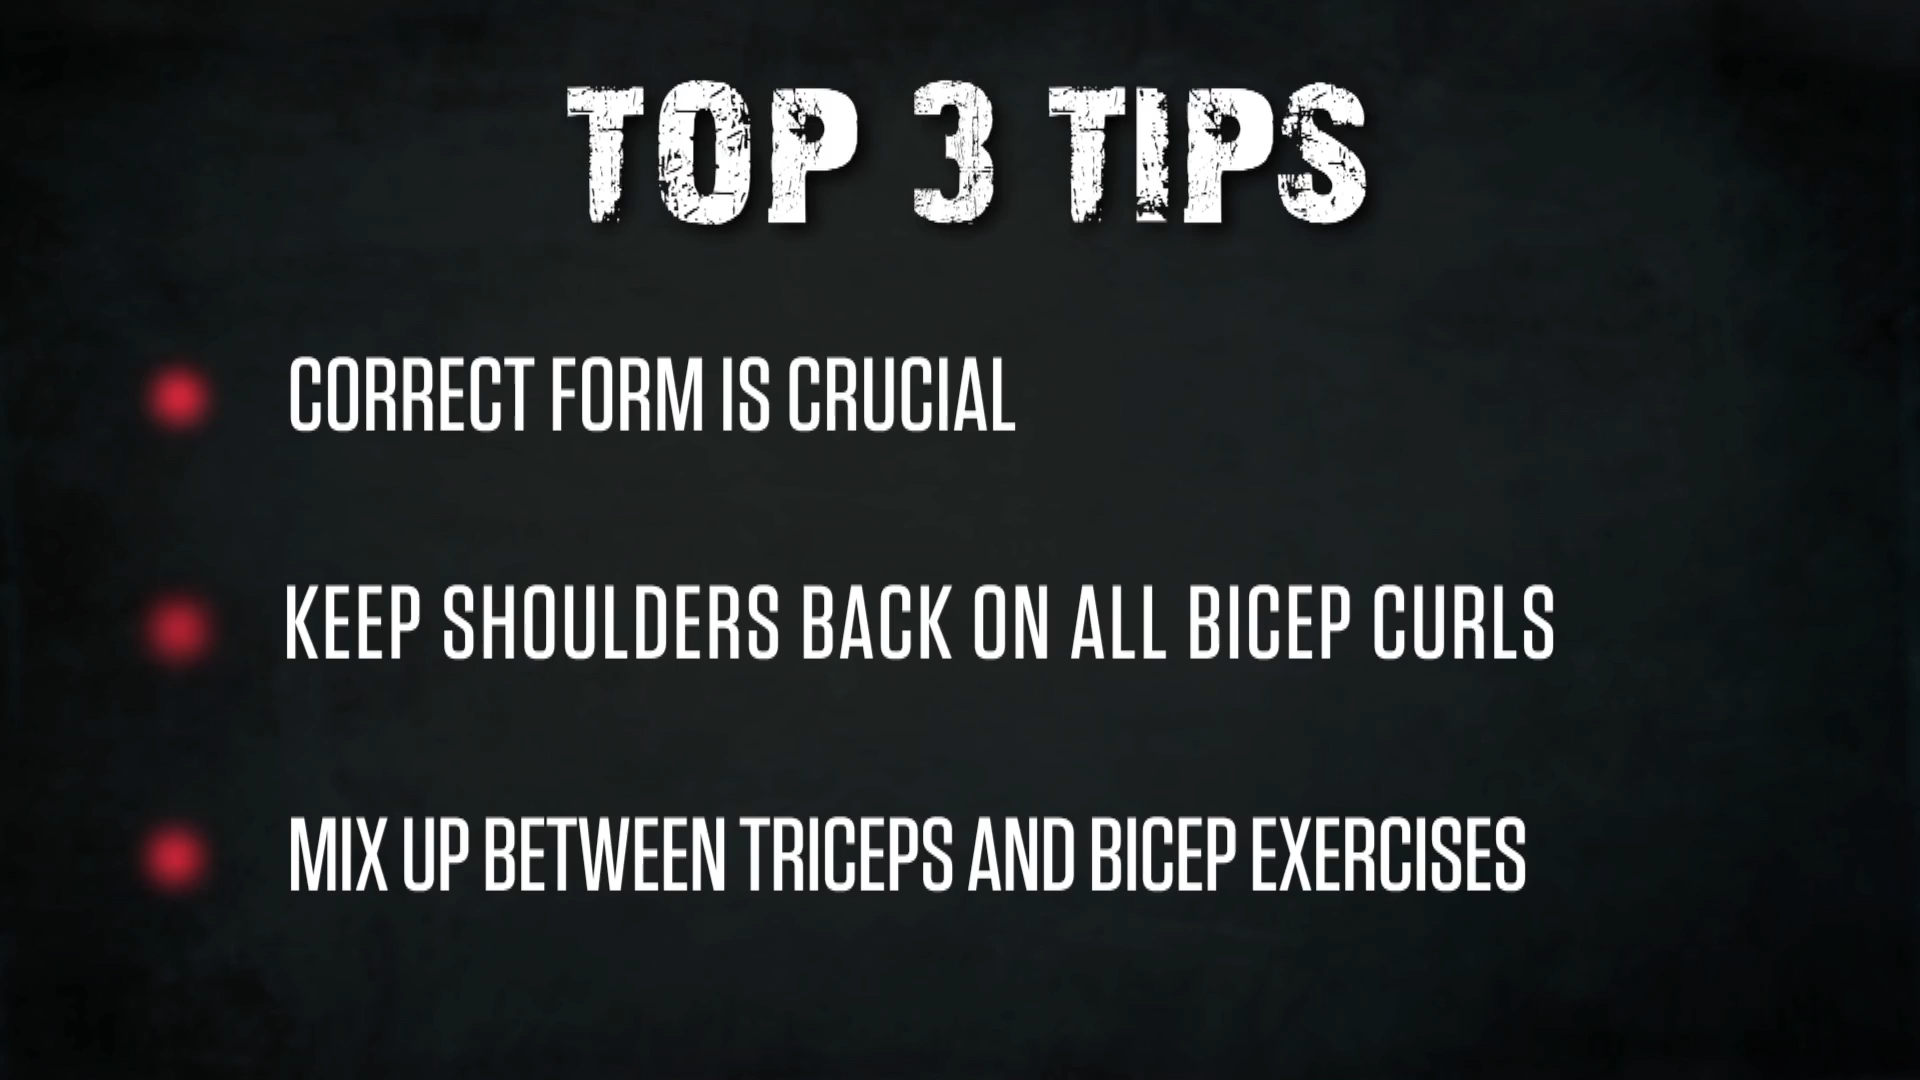 TOP 3 TIPS
CORRECT FORM IS CRUCIAL
KEEP SHOULDERS BACK ON ALL BICEP CURLS
MIX UP BETWEEN TRICEPS AND BICEP EXERCISES